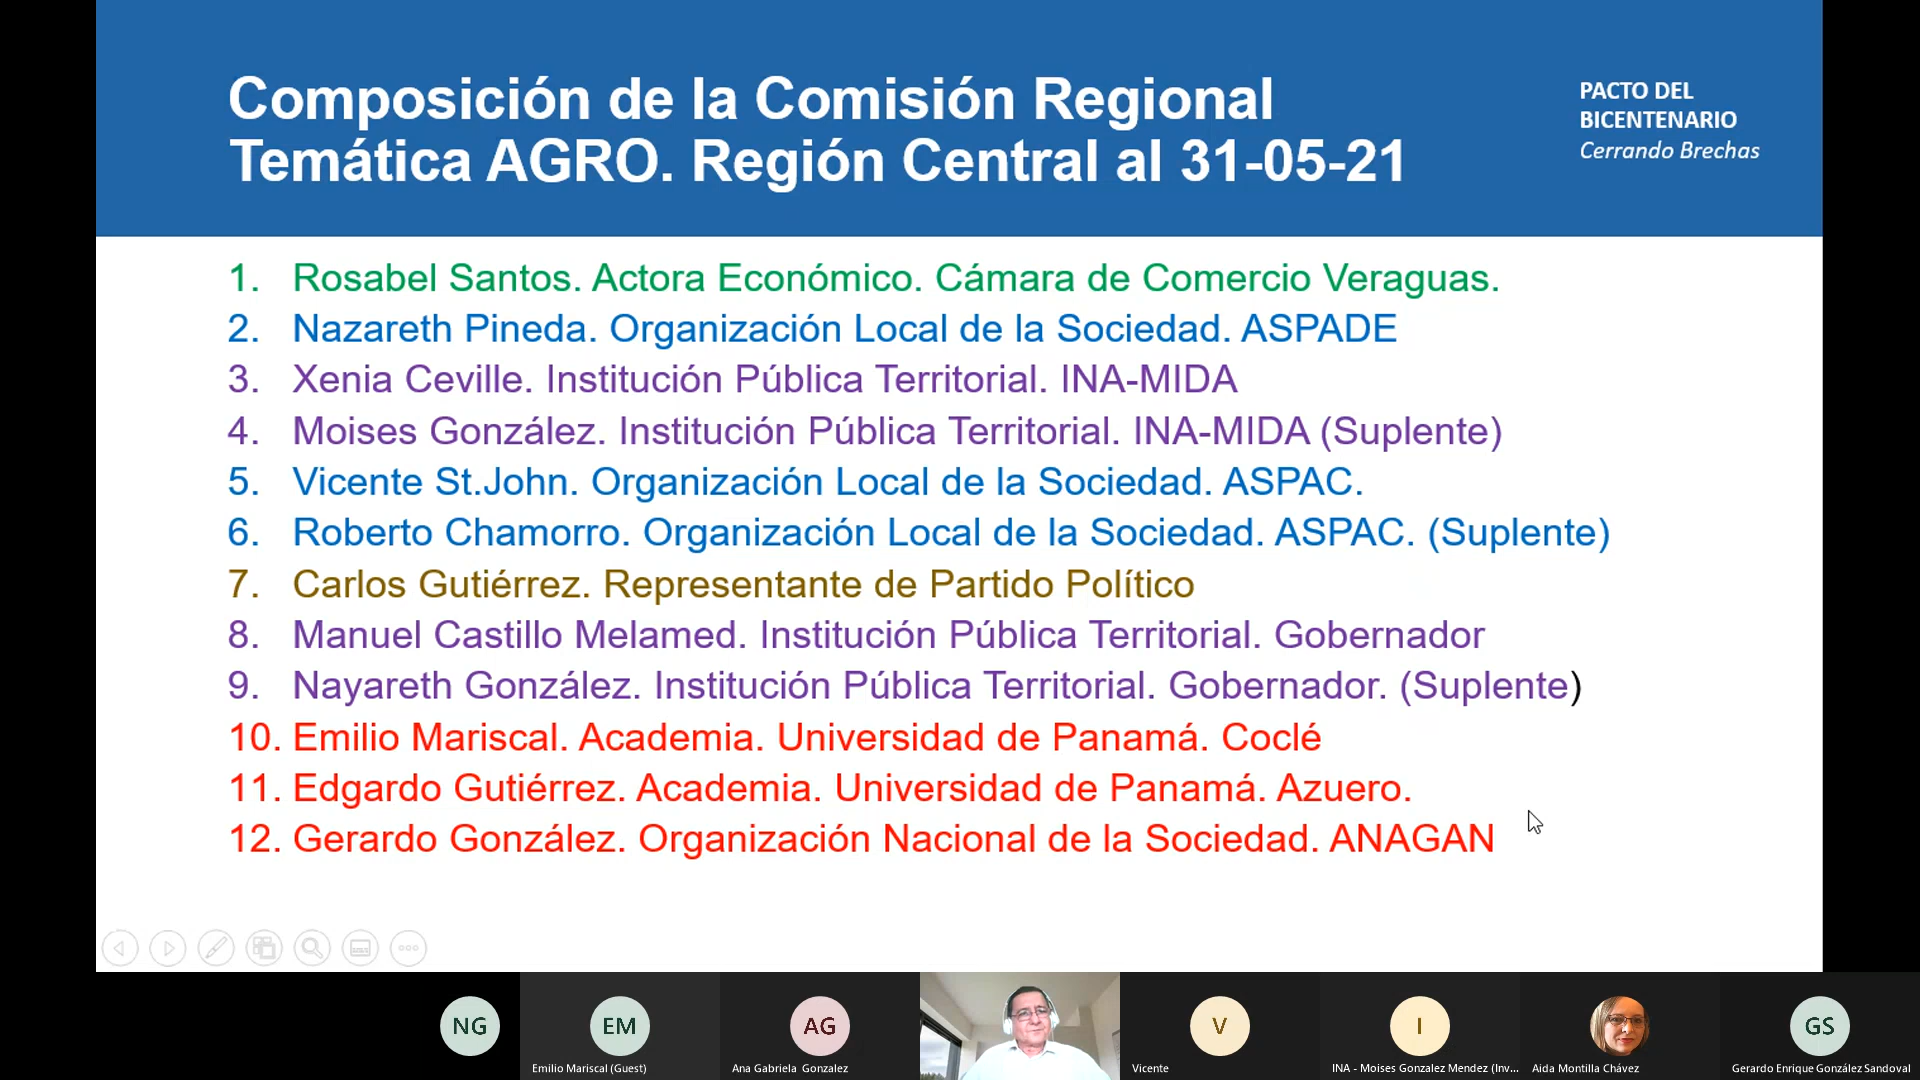 Composición de la Comisión Regional
Temática AGRO. Región Central al 31-05-21
PACTO DEL
BICENTENARIO
Cerrando Brechas
1. Rosabel Santos. Actora Económico. Cámara de Comercio Veraguas.
2. Nazareth Pineda. Organización Local de la Sociedad. ASPADE
3. Xenia Ceville. Institución Pública Territorial. INA-MIDA
4. Moises González. Institución Pública Territorial. INA-MIDA (Suplente)
5. Vicente St.John. Organización Local de la Sociedad. ASPAC.
6. Roberto Chamorro. Organización Local de la Sociedad. ASPAC. (Suplente)
7. Carlos Gutiérrez. Representante de Partido Político
8. Manuel Castillo Melamed. Institución Pública Territorial. Gobernador
9. Nayareth González. Institución Pública Territorial. Gobernador. (Suplente)
10. Emilio Mariscal. Academia. Universidad de Panamá. Coclé
11. Edgardo Gutiérrez. Academia. Universidad de Panamá. Azuero.
12. Gerardo González. Organización Nacional de la Sociedad. ANAGAN
NG
EM
AG
V
I
GS
Emilio Mariscal (Guest)
Ana Gabriela Gonzalez
Vicente
INA - Moises Gonzalez Mendez (Inv...
Aida Montilla Chávez
Gerardo Enrique González Sandoval